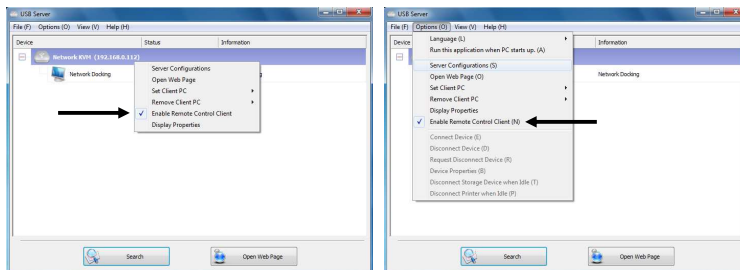 USB Server
File (F) Options (O) View (V) Help (H)
Device Status Information
Network KVM (192.168.0.112)
Network Docking
Server Configurations
Open Web Page
Set Client PC
Remove Client PC
Enable Remote Control Client
Display Properties
Search
Open Web Page
USB Server
File (F) Options (O) View (V) Help (H)
Device
Information
Language (L)
Run this application when PC starts up. (A)
Server Configurations (S)
Open Web Page (O)
Set Client PC
Remove Client PC
Display Properties
Enable Remote Control Client (N)
Connect Device (E)
Disconnect Device (D)
Request Disconnect Device (R)
Device Properties (B)
Disconnect Storage Device when Idle (T)
Disconnect Printer when Idle (P)
Network Docking
Search
Open Web Page